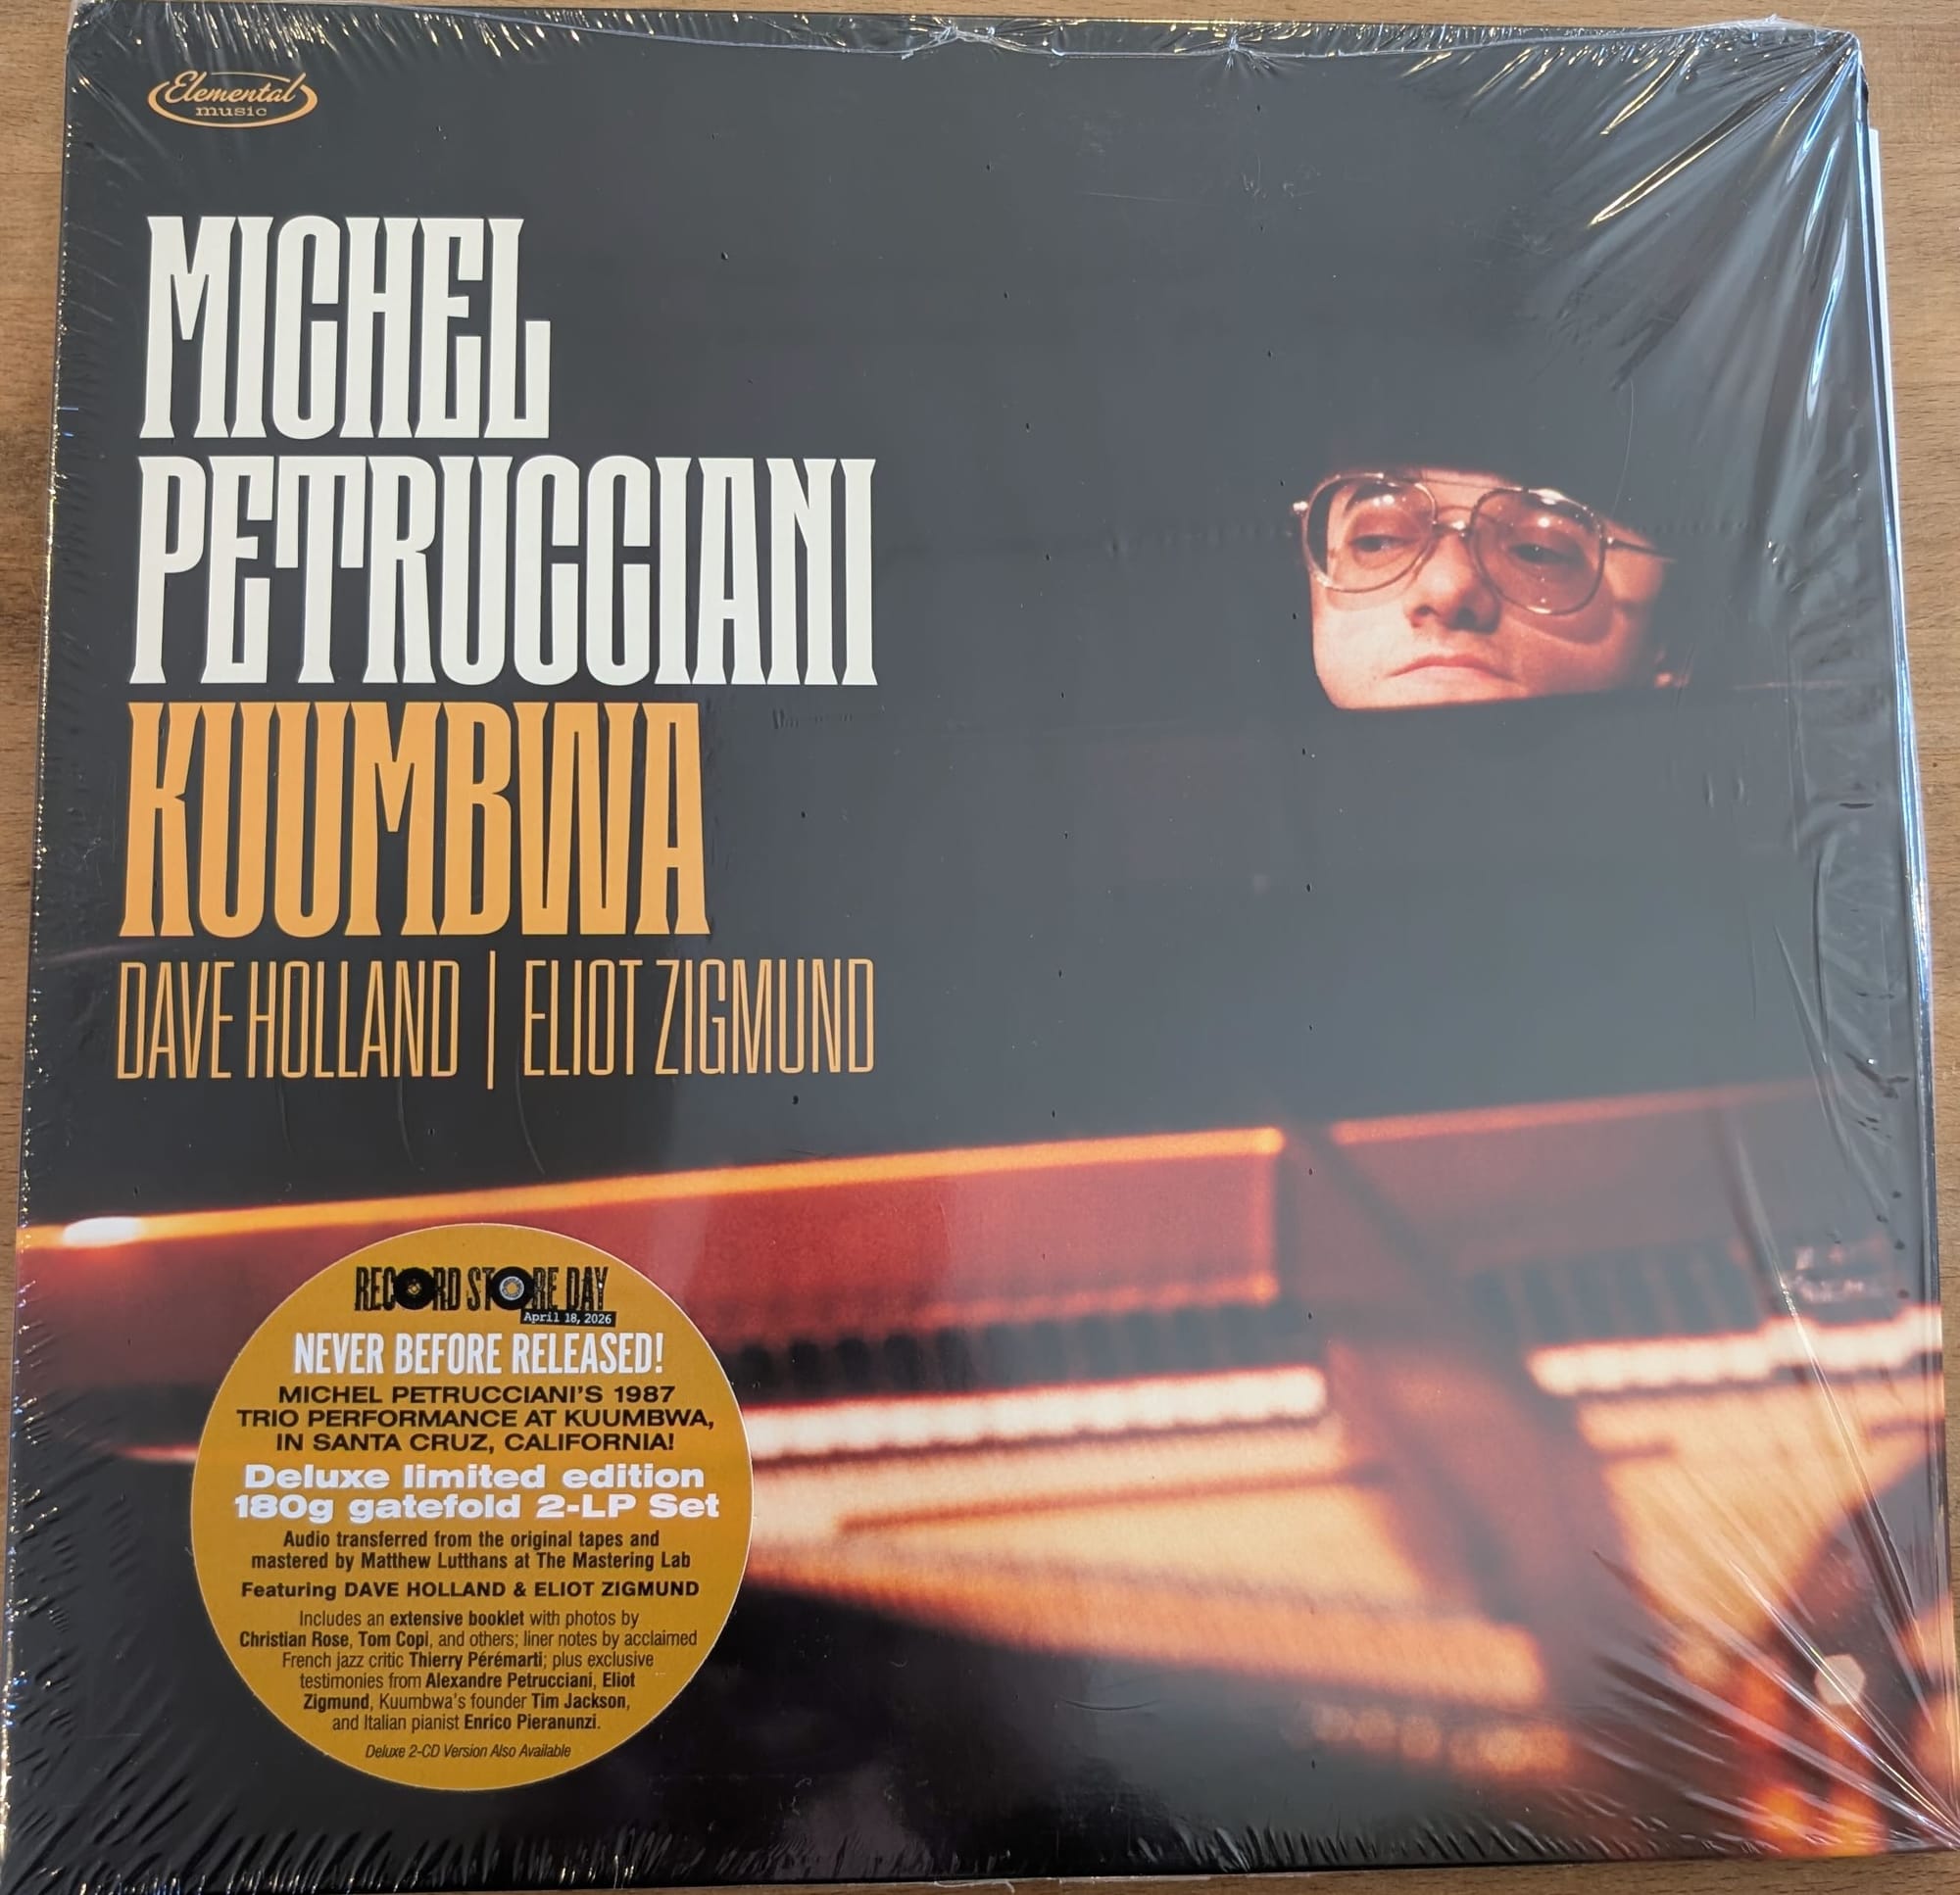 Elemental
music
MICHEL
PETRUCCIANI
KUUMBWA
DAVE HOLLAND | ELIOT ZIGMUND
RECORD STORE DAY
April 18, 2026
NEVER BEFORE RELEASED!
MICHEL PETRUCCIANI'S 1987
TRIO PERFORMANCE AT KUUMBWA,
IN SANTA CRUZ, CALIFORNIA!
Deluxe limited edition
180g gatefold 2-LP Set
Audio transferred from the original tapes and
mastered by Matthew Lutthans at The Mastering Lab
Featuring DAVE HOLLAND & ELIOT ZIGMUND
Includes an extensive booklet with photos by
Christian Rose, Tom Copi, and others; liner notes by acclaimed
French jazz critic Thierry Pérémarti; plus exclusive
testimonies from Alexandre Petrucciani, Eliot
Zigmund, Kuumbwa's founder Tim Jackson,
and Italian pianist Enrico Pieranunzi.
Deluxe 2-CD Version Also Available